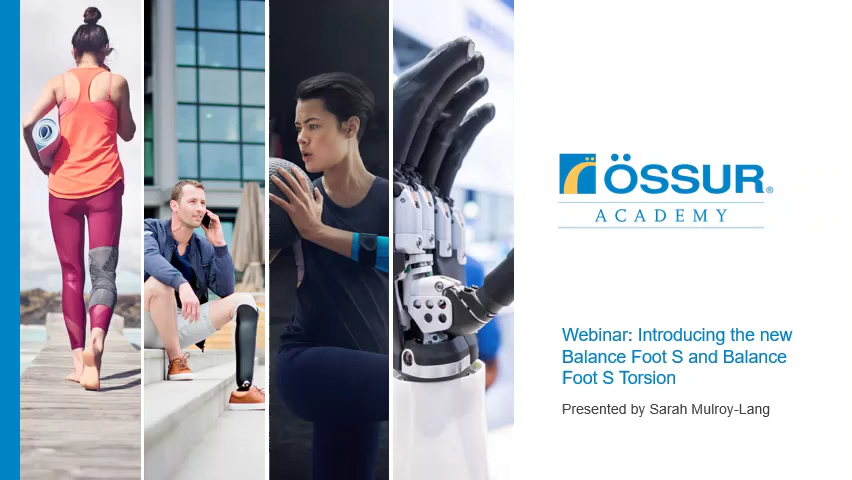 ÖSSUR®
ACADEMY
Webinar: Introducing the new
Balance Foot S and Balance
Foot S Torsion
Presented by Sarah Mulroy-Lang